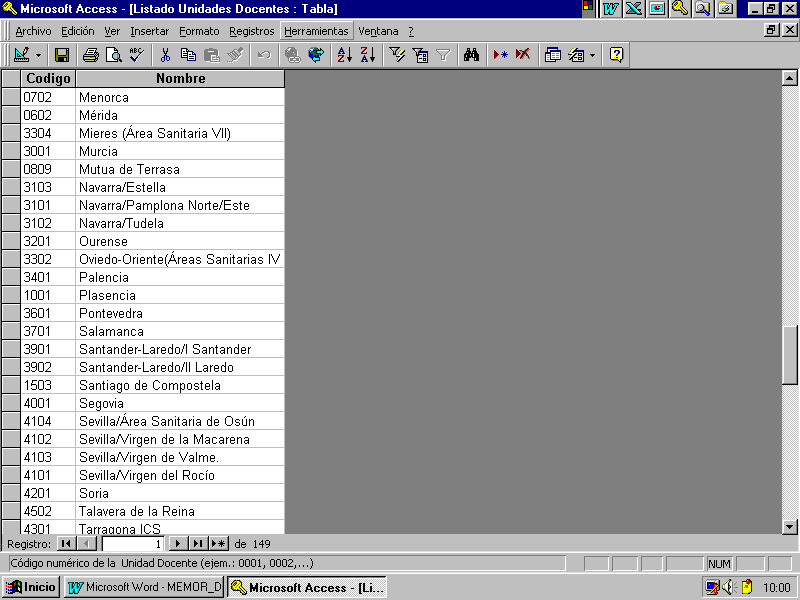 Microsoft Access - [Listado Unidades Docentes : Tabla]
Archivo Edición Ver Insertar Formato Registros Herramientas Ventana ?
Codigo Nombre
0702 Menorca
0602 Mérida
3304 Mieres (Área Sanitaria VII)
3001 Murcia
0809 Mutua de Terrasa
3103 Navarra/Estella
3101 Navarra/Pamplona Norte/Este
3102 Navarra/Tudela
3201 Ourense
3302 Oviedo-Oriente(Áreas Sanitarias IV
3401 Palencia
1001 Plasencia
3601 Pontevedra
3701 Salamanca
3901 Santander-Laredo/I Santander
3902 Santander-Laredo/II Laredo
1503 Santiago de Compostela
4001 Segovia
4104 Sevilla/Área Sanitaria de Osún
4102 Sevilla/Virgen de la Macarena
4103 Sevilla/Virgen de Valme.
4101 Sevilla/Virgen del Rocío
4201 Soria
4502 Talavera de la Reina
4301 Tarragona ICS
Registro: 1 de 149
Código numérico de la Unidad Docente (ejem.: 0001, 0002,...) NUM
Inicio Microsoft Word - MEMOR_D Microsoft Access - [Li... 10:00